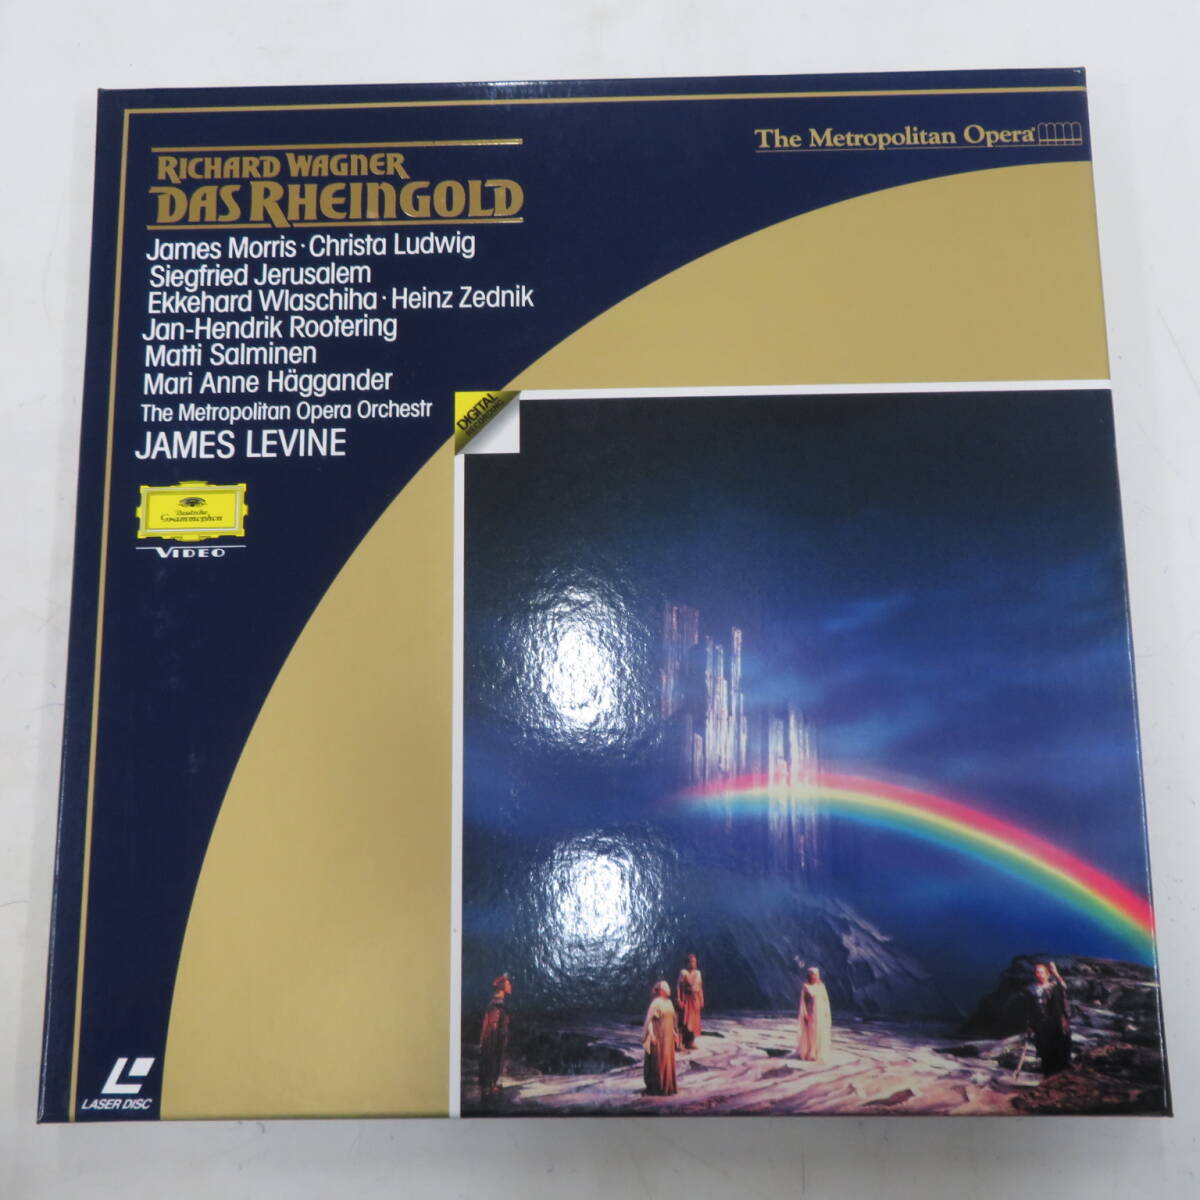 The Metropolitan Opera
RICHARD WAGNER
DAS RHEINGOLD
James Morris · Christa Ludwig
Siegfried Jerusalem
Ekkehard Wlaschiha · Heinz Zednik
Jan-Hendrik Rootering
Matti Salminen
Mari Anne Häggander
The Metropolitan Opera Orchestr
JAMES LEVINE
DIGITAL
RECORDING
Deutsche
Grammophon
VIDEO
LASER DISC